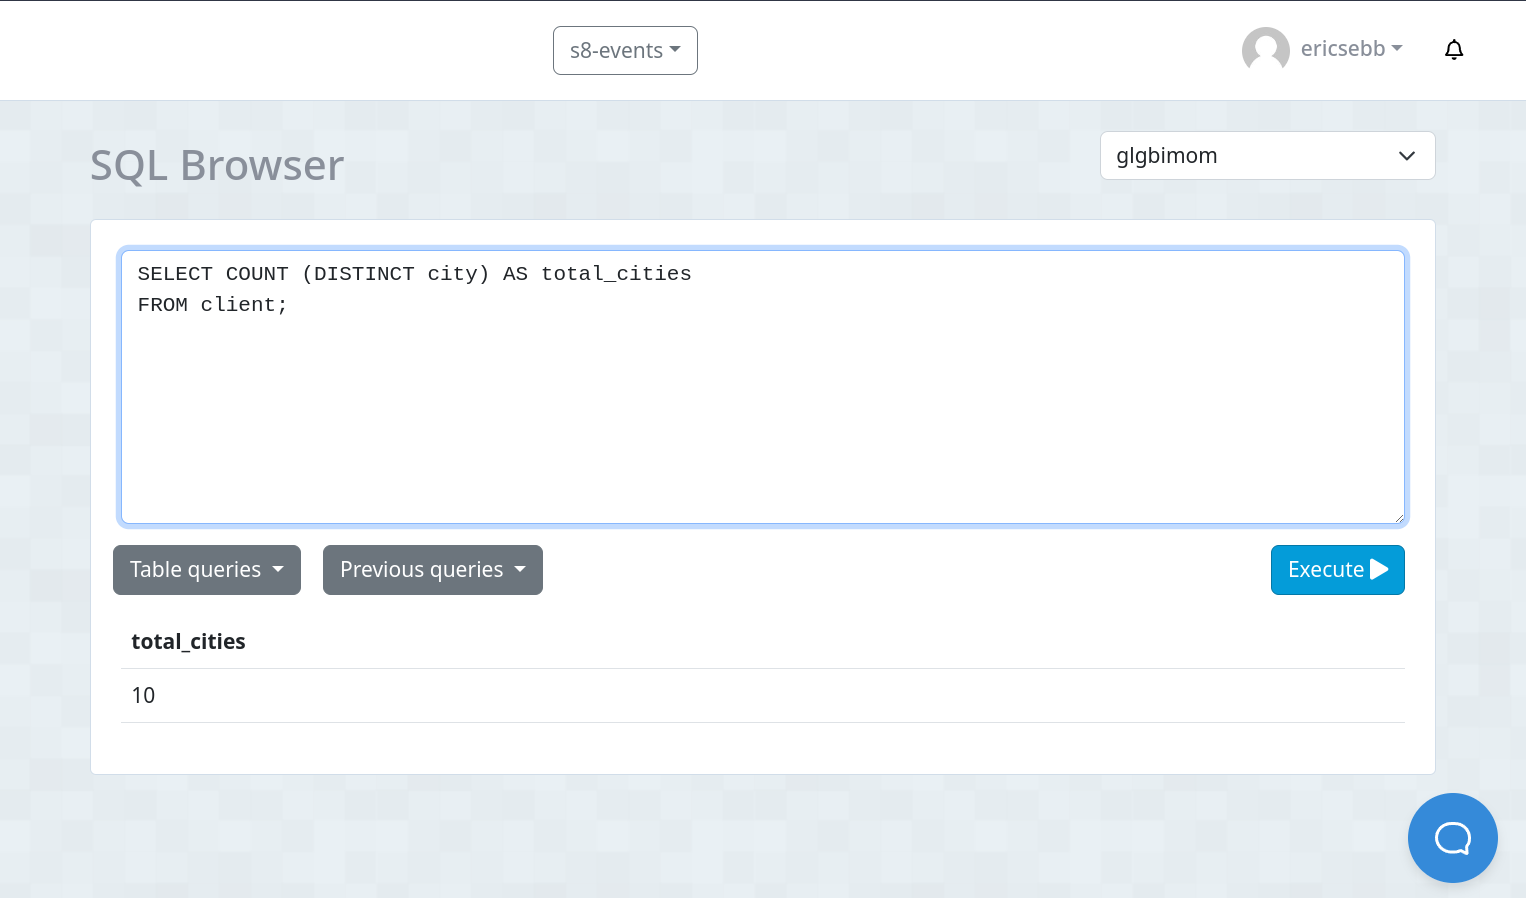 s8-events
ericsebb
SQL Browser
glgbimom
SELECT COUNT (DISTINCT city) AS total_cities
FROM client;
Table queries
Previous queries
Execute
total_cities
10